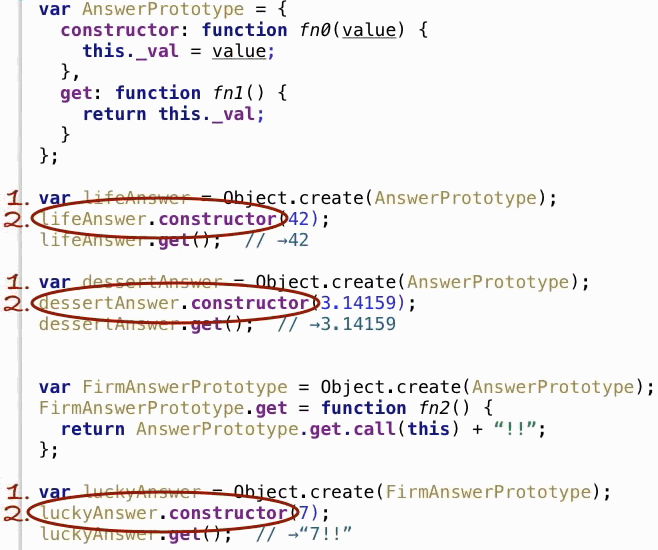 var AnswerPrototype = {
constructor: function fn0(value) {
this._val = value;
},
get: function fn1() {
return this._val;
}
};
1. var lifeAnswer = Object.create(AnswerPrototype);
2. lifeAnswer.constructor(42);
lifeAnswer.get(); // →42
1. var dessertAnswer = Object.create(AnswerPrototype);
2. dessertAnswer.constructor(3.14159);
dessertAnswer.get(); // →3.14159
var FirmAnswerPrototype = Object.create(AnswerPrototype);
FirmAnswerPrototype.get = function fn2() {
return AnswerPrototype.get.call(this) + “!!”;
};
1. var luckyAnswer = Object.create(FirmAnswerPrototype);
2. luckyAnswer.constructor(7);
luckyAnswer.get(); // →“7!!”